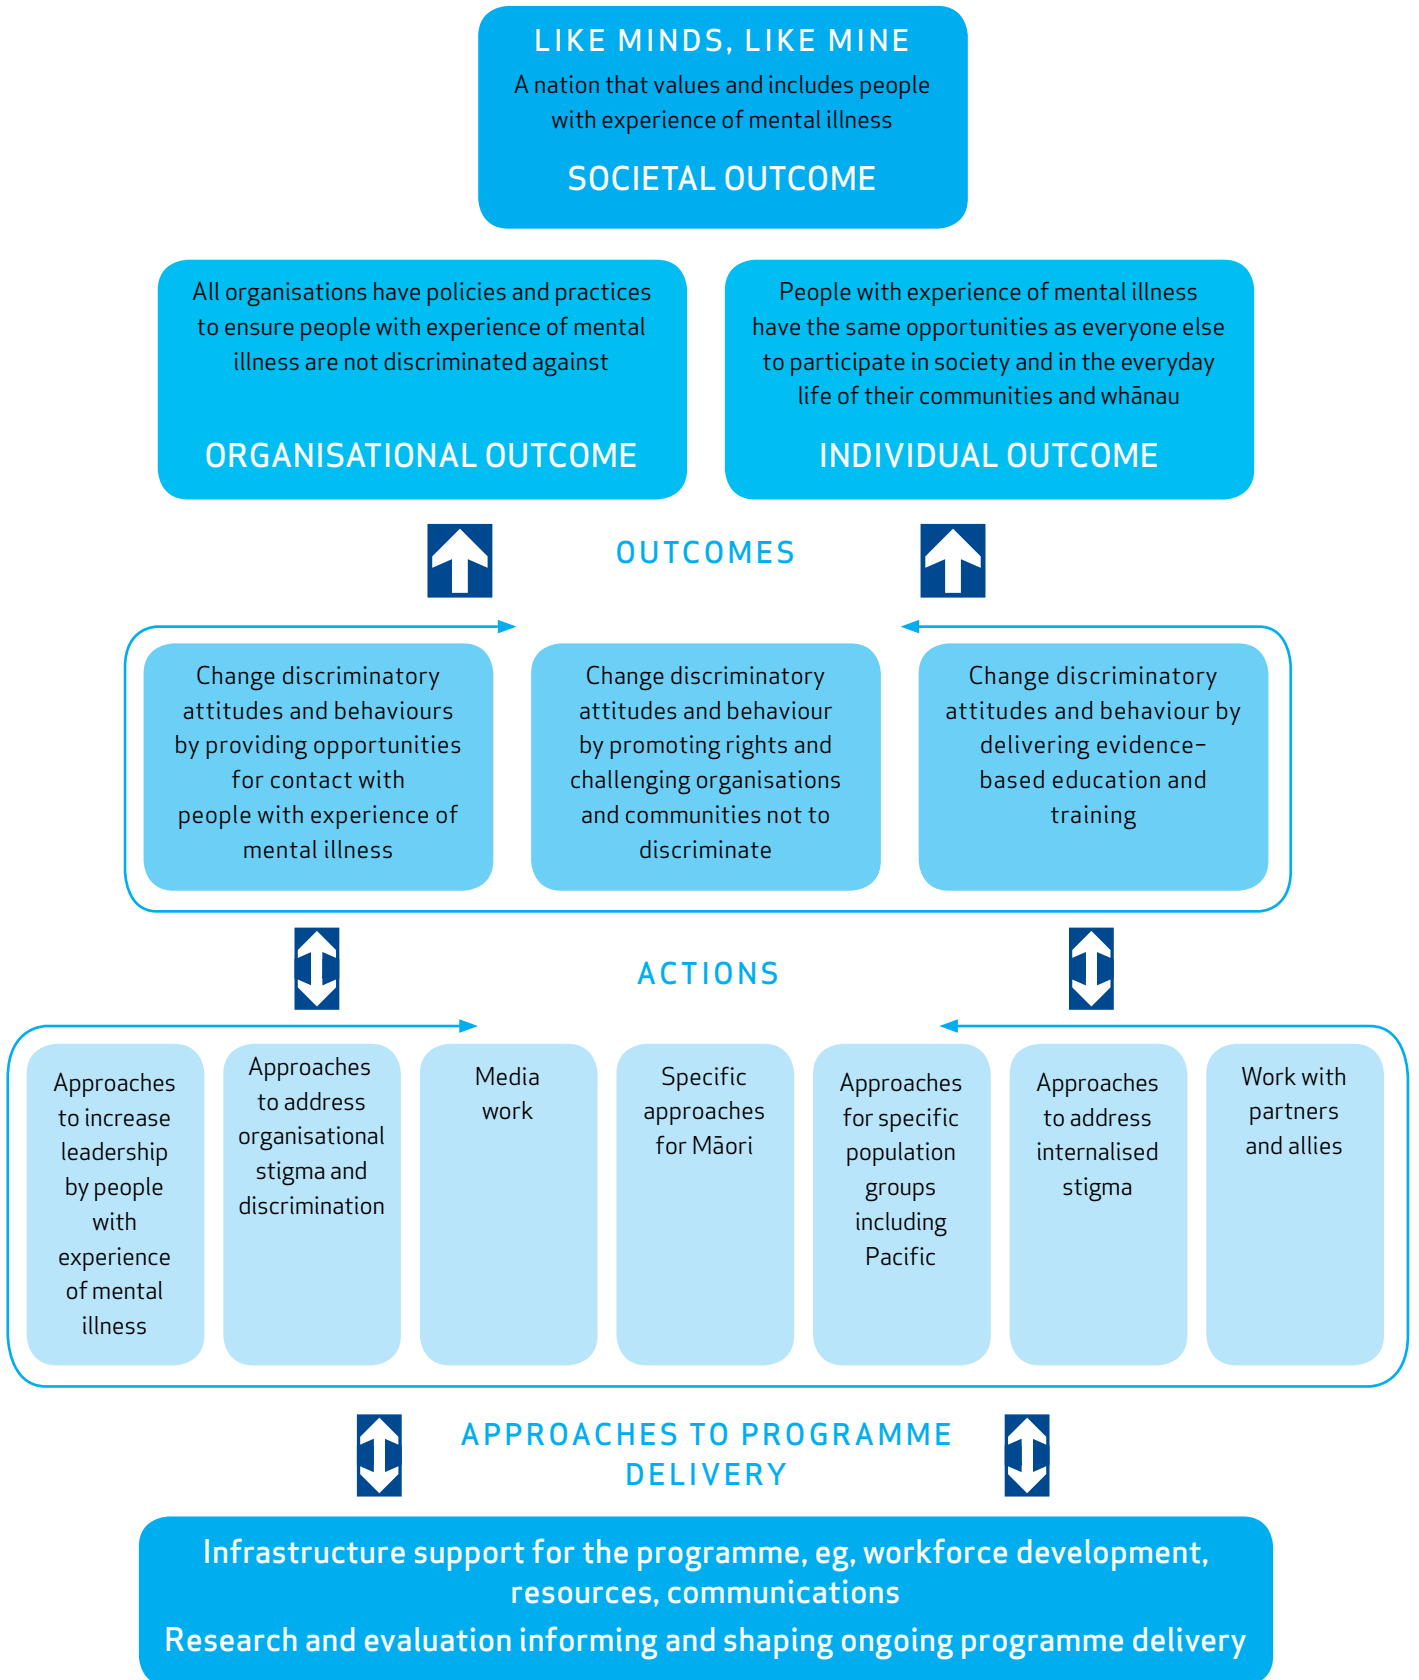 LIKE MINDS, LIKE MINE
A nation that values and includes people
with experience of mental illness
SOCIETAL OUTCOME
All organisations have policies and practices
to ensure people with experience of mental
illness are not discriminated against
ORGANISATIONAL OUTCOME
People with experience of mental illness
have the same opportunities as everyone else
to participate in society and in the everyday
life of their communities and whānau
INDIVIDUAL OUTCOME
OUTCOMES
Change discriminatory
attitudes and behaviours
by providing opportunities
for contact with
people with experience of
mental illness
Change discriminatory
attitudes and behaviour
by promoting rights and
challenging organisations
and communities not to
discriminate
Change discriminatory
attitudes and behaviour by
delivering evidence–
based education and
training
ACTIONS
Approaches
to increase
leadership
by people
with
experience
of mental
illness
Approaches
to address
organisational
stigma and
discrimination
Media
work
Specific
approaches
for Māori
Approaches
for specific
population
groups
including
Pacific
Approaches
to address
internalised
stigma
Work with
partners
and allies
APPROACHES TO PROGRAMME
DELIVERY
Infrastructure support for the programme, eg, workforce development,
resources, communications
Research and evaluation informing and shaping ongoing programme delivery